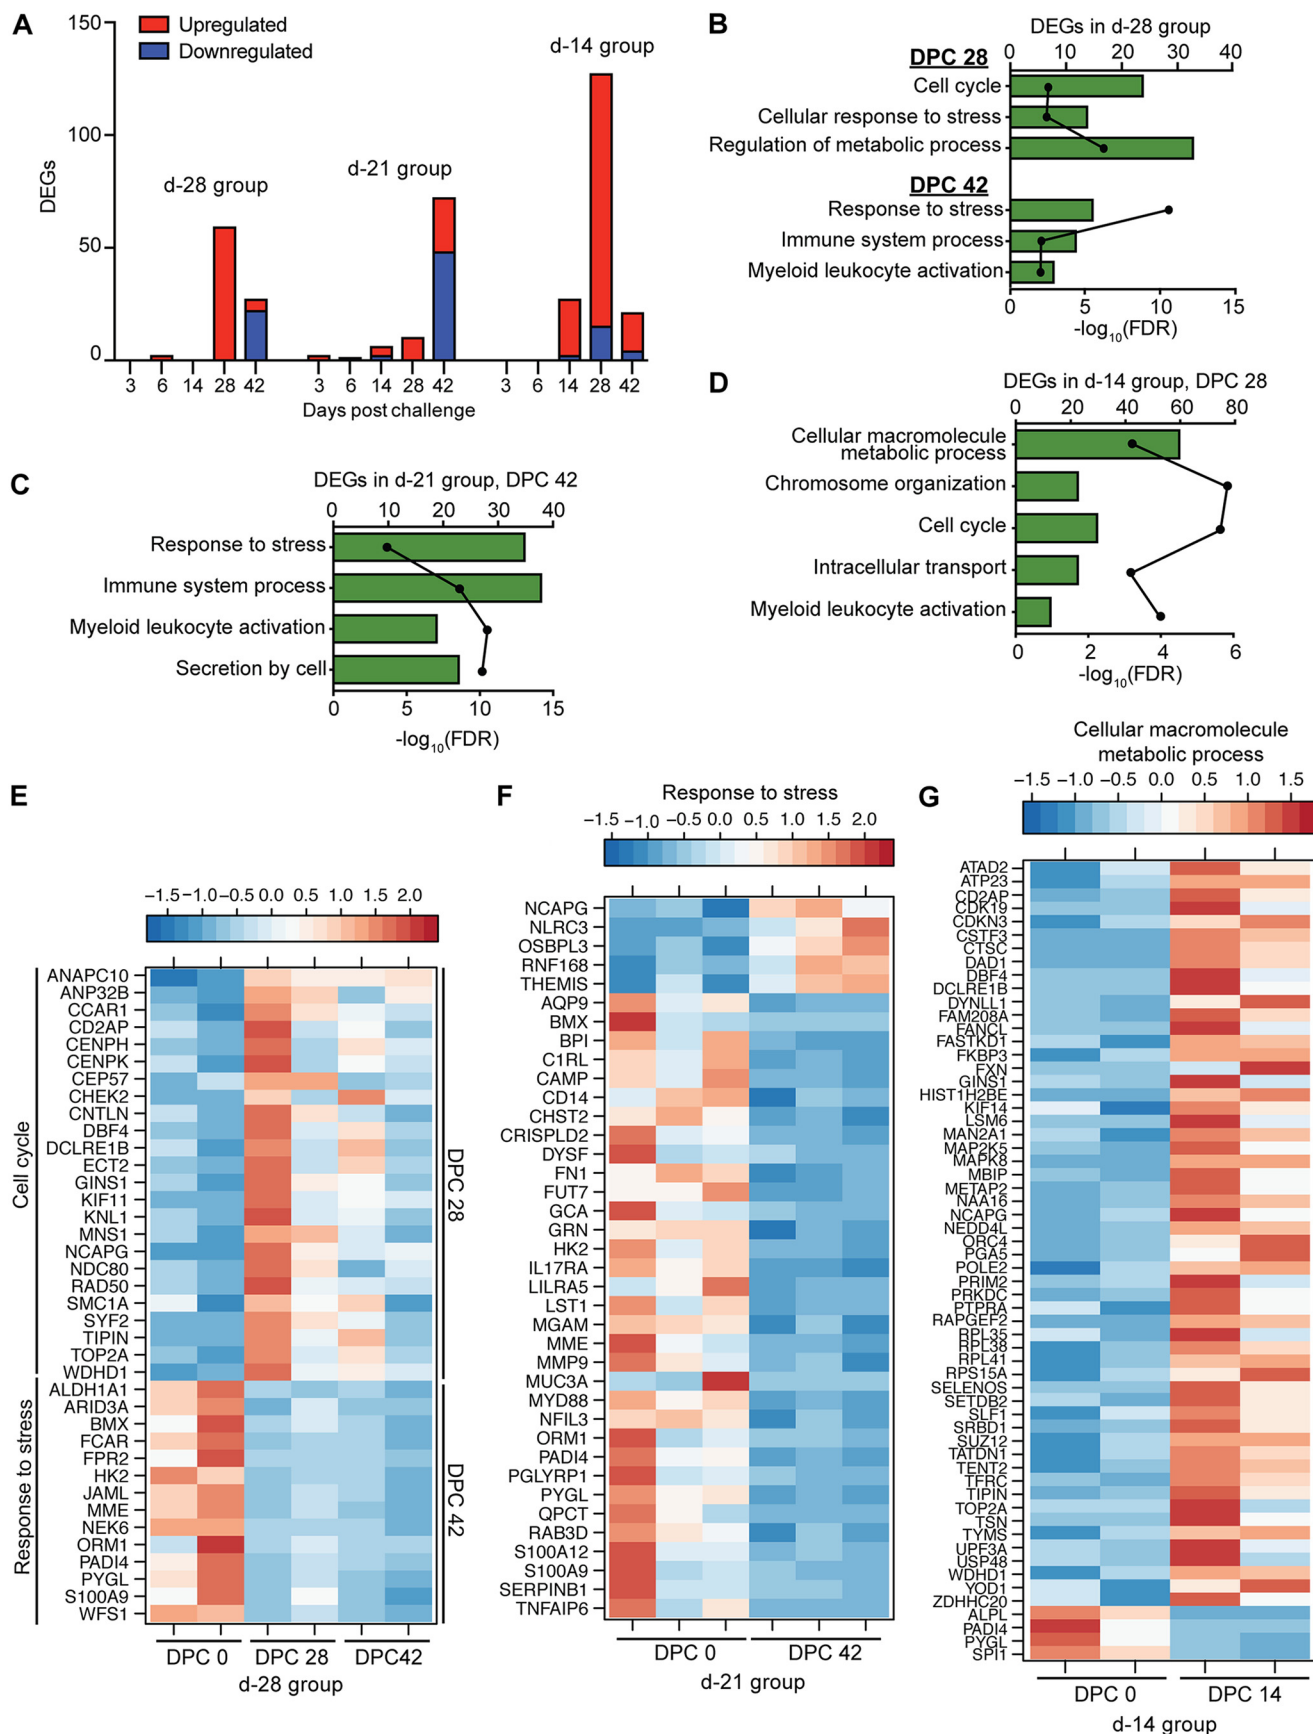 A
Upregulated
Downregulated
150
100
50
0
DEGs
d-28 group
d-21 group
d-14 group
3 6 14 28 42 3 6 14 28 42 3 6 14 28 42
Days post challenge
B
DEGs in d-28 group
0 10 20 30 40
DPC 28
Cell cycle
Cellular response to stress
Regulation of metabolic process
DPC 42
Response to stress
Immune system process
Myeloid leukocyte activation
0 5 10 15
-log10(FDR)
C
DEGs in d-21 group, DPC 42
0 10 20 30 40
Response to stress
Immune system process
Myeloid leukocyte activation
Secretion by cell
0 5 10 15
-log10(FDR)
D
DEGs in d-14 group, DPC 28
0 20 40 60 80
Cellular macromolecule
metabolic process
Chromosome organization
Cell cycle
Intracellular transport
Myeloid leukocyte activation
0 2 4 6
-log10(FDR)
E
−1.5 −1.0 −0.5 0.0 0.5 1.0 1.5 2.0
Cell cycle
ANAPC10
ANP32B
CCAR1
CD2AP
CENPH
CENPK
CEP57
CHEK2
CNTLN
DBF4
DCLRE1B
ECT2
GINS1
KIF11
KNL1
MNS1
NCAPG
NDC80
RAD50
SMC1A
SYF2
TIPIN
TOP2A
WDHD1
DPC 28
Response to stress
ALDH1A1
ARID3A
BMX
FCAR
FPR2
HK2
JAML
MME
NEK6
ORM1
PADI4
PYGL
S100A9
WFS1
DPC 42
DPC 0 DPC 28 DPC42
d-28 group
F
Response to stress
−1.5 −1.0 −0.5 0.0 0.5 1.0 1.5 2.0
NCAPG
NLRC3
OSBPL3
RNF168
THEMIS
AQP9
BMX
BPI
C1RL
CAMP
CD14
CHST2
CRISPLD2
DYSF
FN1
FUT7
GCA
GRN
HK2
IL17RA
LILRA5
LST1
MGAM
MME
MMP9
MUC3A
MYD88
NFIL3
ORM1
PADI4
PGLYRP1
PYGL
QPCT
RAB3D
S100A12
S100A9
SERPINB1
TNFAIP6
DPC 0 DPC 42
d-21 group
G
Cellular macromolecule
metabolic process
−1.5 −1.0 −0.5 0.0 0.5 1.0 1.5
ATAD2
ATP23
CD2AP
CDK19
CDKN3
CSTF3
CTSC
DAD1
DBF4
DCLRE1B
DYNLL1
FAM208A
FANCL
FASTKD1
FKBP3
FXN
GINS1
HIST1H2BE
KIF14
LSM6
MAN2A1
MAP2K5
MAPK8
MBIP
METAP2
NAA16
NCAPG
NEDD4L
ORC4
PGA5
POLE2
PRIM2
PRKDC
PTPRA
RAPGEF2
RPL35
RPL38
RPL41
RPS15A
SELENOS
SETDB2
SLF1
SRBD1
SUZ12
TATDN1
TENT2
TFRC
TIPIN
TOP2A
TSN
TYMS
UPF3A
USP48
WDHD1
YOD1
ZDHHC20
ALPL
PADI4
PYGL
SPI1
DPC 0 DPC 14
d-14 group